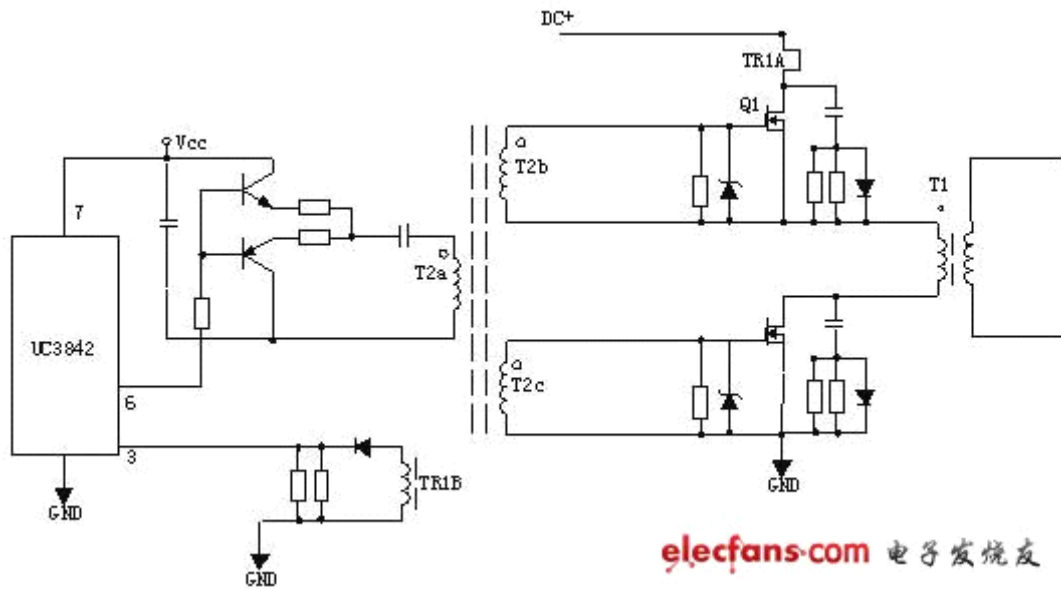 DC+
TR1A
Q1
Vcc
T2b
T1
7
T2a
UC3842
T2c
6
3
TR1B
GND
GND
GND
elecfans·com 电子发烧友